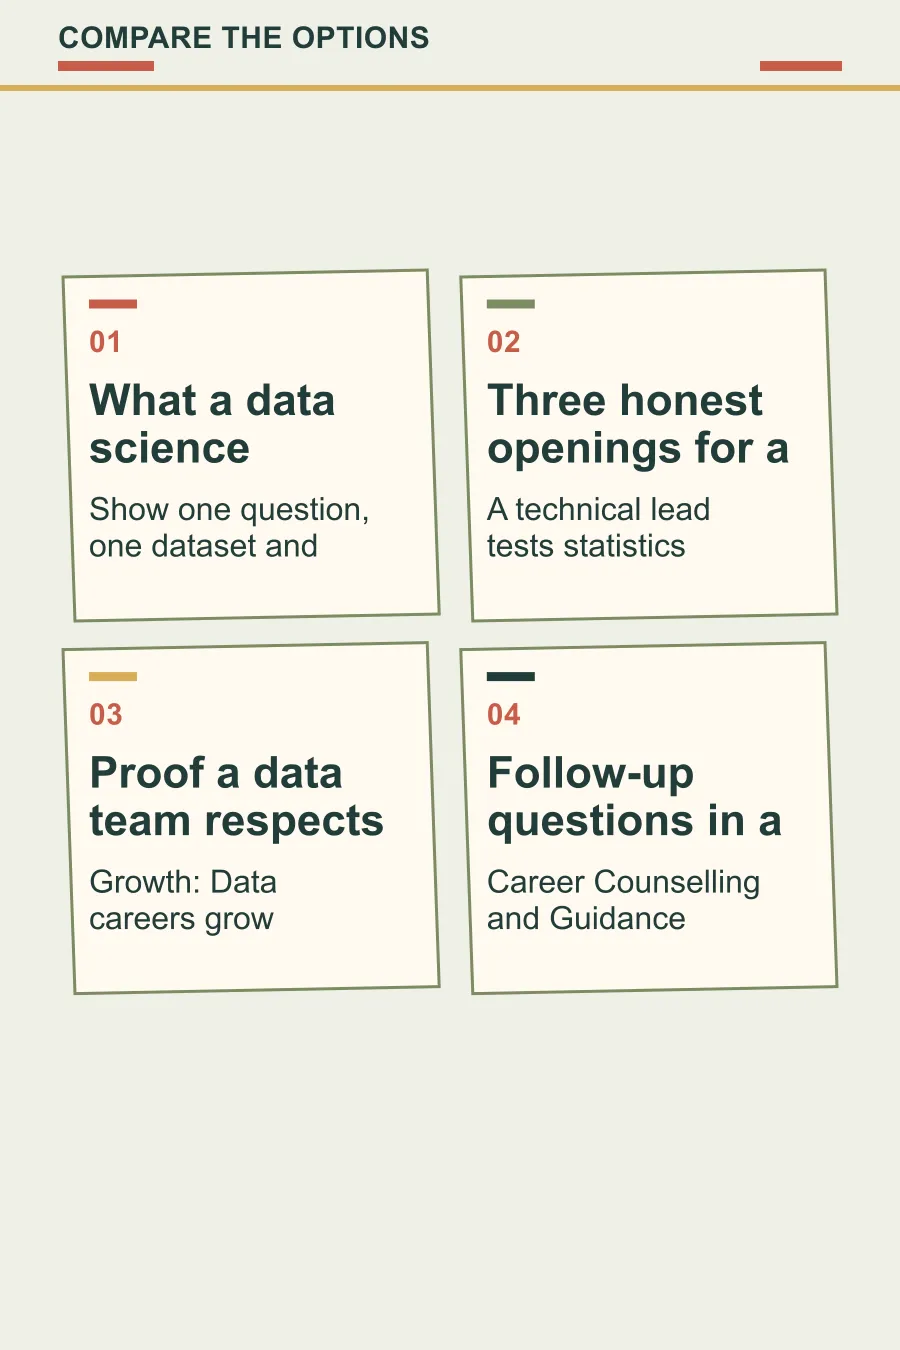 COMPARE THE OPTIONS
01
What a data
science
Show one question,
one dataset and
02
Three honest
openings for a
A technical lead
tests statistics
03
Proof a data
team respects
Growth: Data
careers grow
04
Follow-up
questions in a
Career Counselling
and Guidance